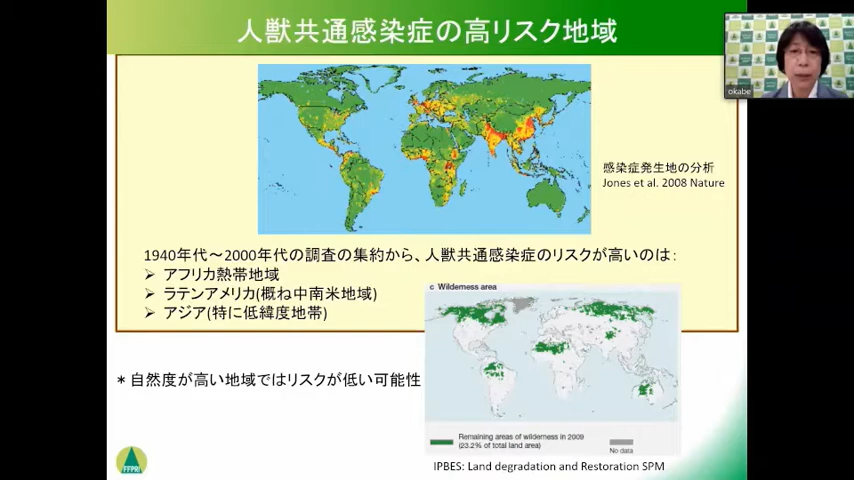 人獣共通感染症の高リスク地域
okabe
感染症発生地の分析
Jones et al. 2008 Nature
1940年代～2000年代の調査の集約から、人獣共通感染症のリスクが高いのは：
➢ アフリカ熱帯地域
➢ ラテンアメリカ(概ね中南米地域)
➢ アジア(特に低緯度地帯)
c Wilderness area
＊自然度が高い地域ではリスクが低い可能性
Remaining areas of wilderness in 2009
(23.2% of total land area)
No data
IPBES: Land degradation and Restoration SPM
FFPRI